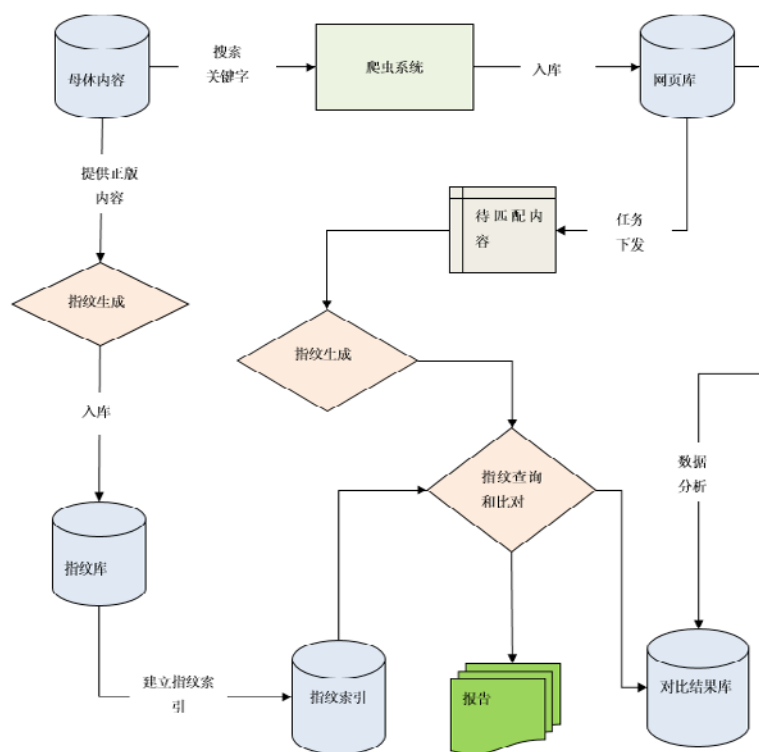 母休内容
搜索
关键字
爬虫系统
入库
网页库
提供正版
内容
待匹配内
容
任务
下发
指纹生成
指纹生成
入库
指纹查询
和比对
数据
分析
指纹库
建立指纹索
引
指纹索引
报告
对比结果库